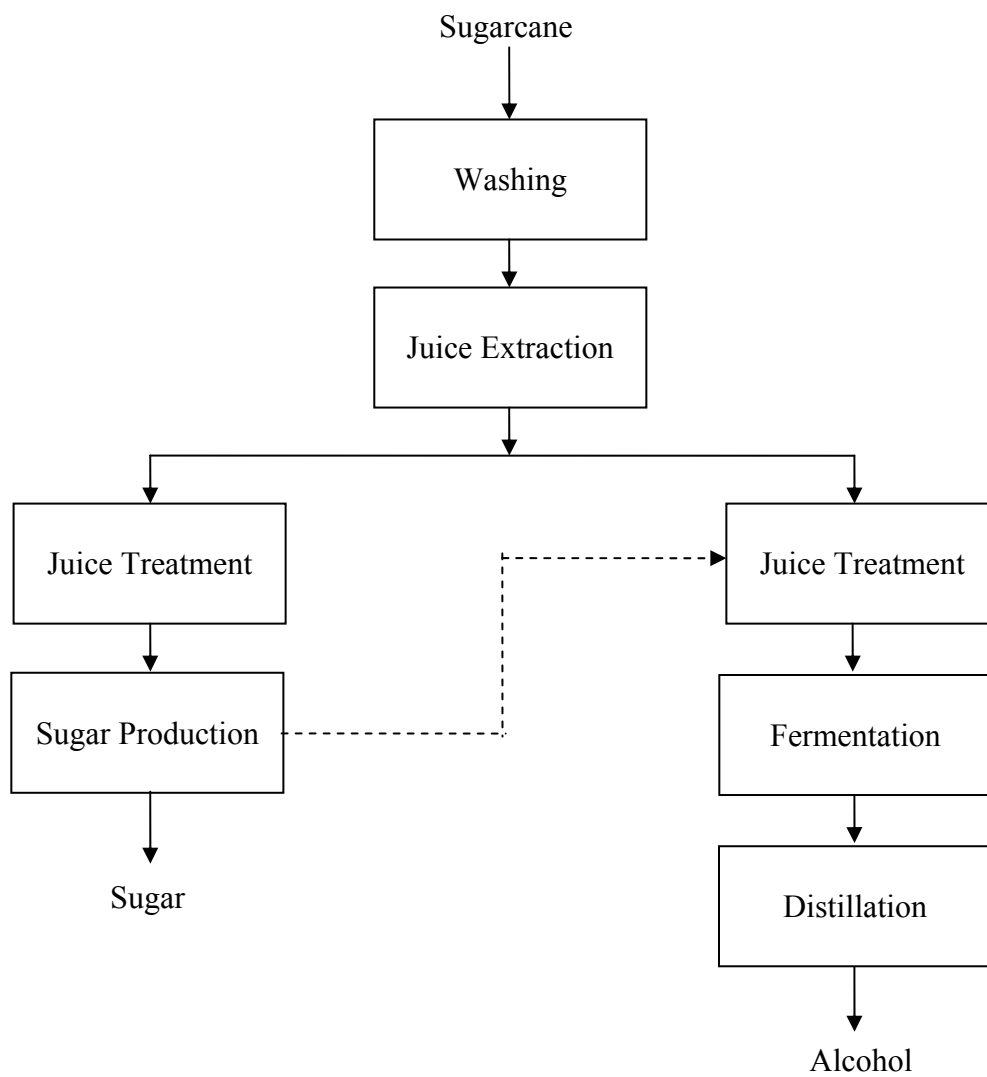 Sugarcane
Washing
Juice Extraction
Juice Treatment
Juice Treatment
Sugar Production
Fermentation
Sugar
Distillation
Alcohol